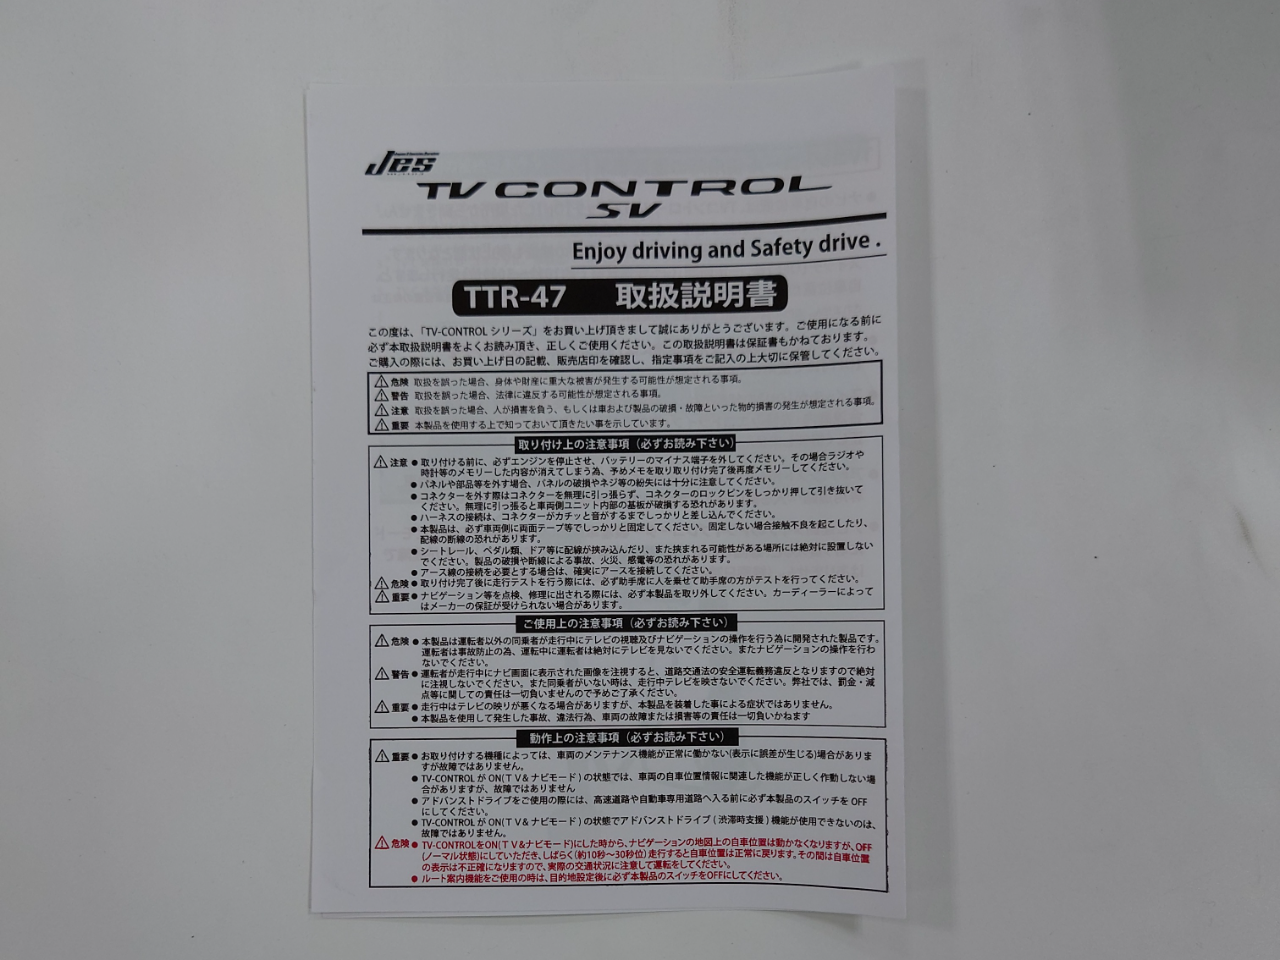 Jes
TV CONTROL
SV
Enjoy driving and Safety drive .
TTR-47 取扱説明書
この度は、「TV-CONTROL シリーズ」をお買い上げ頂きまして誠にありがとうございます。ご使用になる前に
必ず本取扱説明書をよくお読み頂き、正しくご使用ください。この取扱説明書は保証書もかねております。
ご購入の際には、お買い上げ日の記載、販売店印を確認し、指定事項をご記入の上大切に保管してください。
危険 取扱を誤った場合、身体や財産に重大な被害が発生する可能性が想定される事項。
警告 取扱を誤った場合、法律に違反する可能性が想定される事項。
注意 取扱を誤った場合、人が損害を負う、もしくは車および製品の破損・故障といった物的損害の発生が想定される事項。
重要 本製品を使用する上で知っておいて頂きたい事を示しています。
取り付け上の注意事項（必ずお読み下さい）
注意 ● 取り付ける前に、必ずエンジンを停止させ、バッテリーのマイナス端子を外してください。その場合ラジオや
時計等のメモリーした内容が消えてしまう為、予めメモを取り取り付け完了後再度メモリーしてください。
● パネルや部品等を外す場合、パネルの破損やネジ等の紛失には十分に注意してください。
● コネクターを外す際はコネクターを無理に引っ張らず、コネクターのロックピンをしっかり押して引き抜いて
ください。無理に引っ張ると車両側ユニット内部の基板が破損する恐れがあります。
● ハーネスの接続は、コネクターがカチッと音がするまでしっかりと差し込んでください。
● 本製品は、必ず車両側に両面テープ等でしっかりと固定してください。固定しない場合接触不良を起こしたり、
配線の断線の恐れがあります。
● シートレール、ペダル類、ドア等に配線が挟み込んだり、また挟まれる可能性がある場所には絶対に設置しない
でください。製品の破損や断線による事故、火災、感電等の恐れがあります。
● アース線の接続を必要とする場合は、確実にアースを接続してください。
危険 ● 取り付け完了後に走行テストを行う際には、必ず助手席に人を乗せて助手席の方がテストを行ってください。
重要 ● ナビゲーション等を点検、修理に出される際には、必ず本製品を取り外してください。カーディーラーによって
はメーカーの保証が受けられない場合があります。
ご使用上の注意事項（必ずお読み下さい）
危険 ● 本製品は運転者以外の同乗者が走行中にテレビの視聴及びナビゲーションの操作を行う為に開発された製品です。
運転者は事故防止の為、運転中に運転者は絶対にテレビを見ないでください。またナビゲーションの操作を行わ
ないでください。
警告 ● 運転者が走行中にナビ画面に表示された画像を注視すると、道路交通法の安全運転義務違反となりますので絶対
に注視しないでください。また同乗者がいない時は、走行中テレビを映さないでください。弊社では、罰金・減
点等に関しての責任は一切負いませんので予めご了承ください。
重要 ● 走行中はテレビの映りが悪くなる場合がありますが、本製品を装着した事による症状ではありません。
● 本製品を使用して発生した事故、違法行為、車両の故障または損害等の責任は一切負いかねます
動作上の注意事項（必ずお読み下さい）
重要 ● お取り付けする機種によっては、車両のメンテナンス機能が正常に働かない(表示に誤差が生じる)場合がありま
すが故障ではありません。
● TV-CONTROL が ON(ＴＶ& ナビモード ) の状態では、車両の自車位置情報に関連した機能が正しく作動しない場
合がありますが、故障ではありません
● アドバンストドライブをご使用の際には、高速道路や自動車専用道路へ入る前に必ず本製品のスイッチを OFF
にしてください。
● TV-CONTROLが ON(ＴＶ& ナビモード ) の状態でアドバンストドライブ ( 渋滞時支援 ) 機能が使用できないのは、
故障ではありません。
危険 ● TV-CONTROLをON(ＴＶ&ナビモード)にした時から、ナビゲーションの地図上の自車位置は動かなくなりますが、OFF
(ノーマル状態)にしていただき、しばらく(約10秒～30秒位)走行すると自車位置は正常に戻ります。その間は自車位置
の表示は不正確になりますので、実際の交通状況に注意して運転をしてください。
● ルート案内機能をご使用の時は、目的地設定後に必ず本製品のスイッチをOFFにしてください。